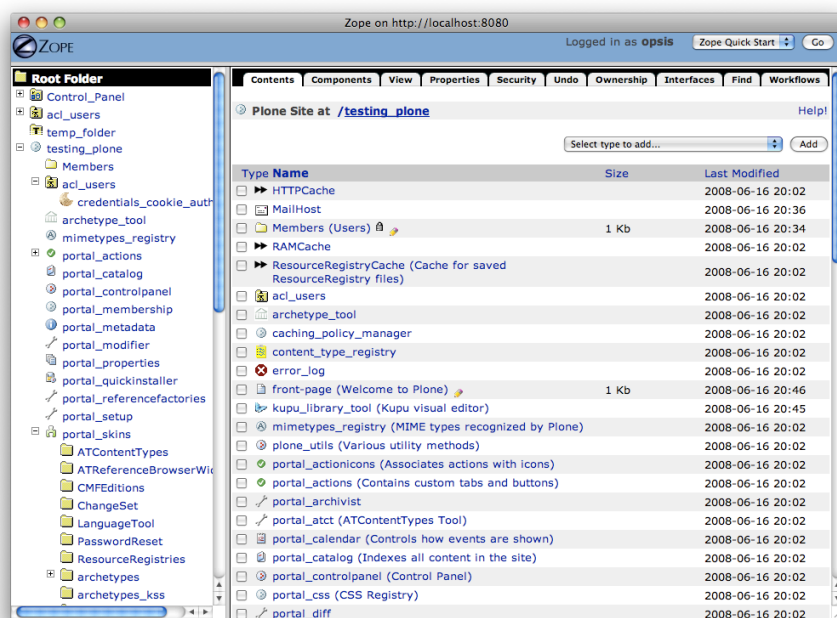 Zope on http://localhost:8080
ZOPE
Logged in as opsis
Zope Quick Start
Go
Root Folder
Control_Panel
acl_users
temp_folder
testing_plone
Members
acl_users
credentials_cookie_auth
archetype_tool
mimetypes_registry
portal_actions
portal_catalog
portal_controlpanel
portal_membership
portal_metadata
portal_modifier
portal_properties
portal_quickinstaller
portal_referencefactories
portal_setup
portal_skins
ATContentTypes
ATReferenceBrowserWi
CMFEditions
ChangeSet
LanguageTool
PasswordReset
ResourceRegistries
archetypes
archetypes_kss
Contents Components View Properties Security Undo Ownership Interfaces Find Workflows
Plone Site at /testing_plone Help!
Select type to add... Add
Type Name Size Last Modified
HTTPCache 2008-06-16 20:02
MailHost 2008-06-16 20:36
Members (Users) 1 Kb 2008-06-16 20:34
RAMCache 2008-06-16 20:02
ResourceRegistryCache (Cache for saved
ResourceRegistry files) 2008-06-16 20:02
acl_users 2008-06-16 20:02
archetype_tool 2008-06-16 20:02
caching_policy_manager 2008-06-16 20:02
content_type_registry 2008-06-16 20:02
error_log 2008-06-16 20:02
front-page (Welcome to Plone) 1 Kb 2008-06-16 20:46
kupu_library_tool (Kupu visual editor) 2008-06-16 20:45
mimetypes_registry (MIME types recognized by Plone) 2008-06-16 20:02
plone_utils (Various utility methods) 2008-06-16 20:02
portal_actionicons (Associates actions with icons) 2008-06-16 20:02
portal_actions (Contains custom tabs and buttons) 2008-06-16 20:02
portal_archivist 2008-06-16 20:02
portal_atct (ATContentTypes Tool) 2008-06-16 20:02
portal_calendar (Controls how events are shown) 2008-06-16 20:02
portal_catalog (Indexes all content in the site) 2008-06-16 20:02
portal_controlpanel (Control Panel) 2008-06-16 20:02
portal_css (CSS Registry) 2008-06-16 20:02
portal_diff 2008-06-16 20:02